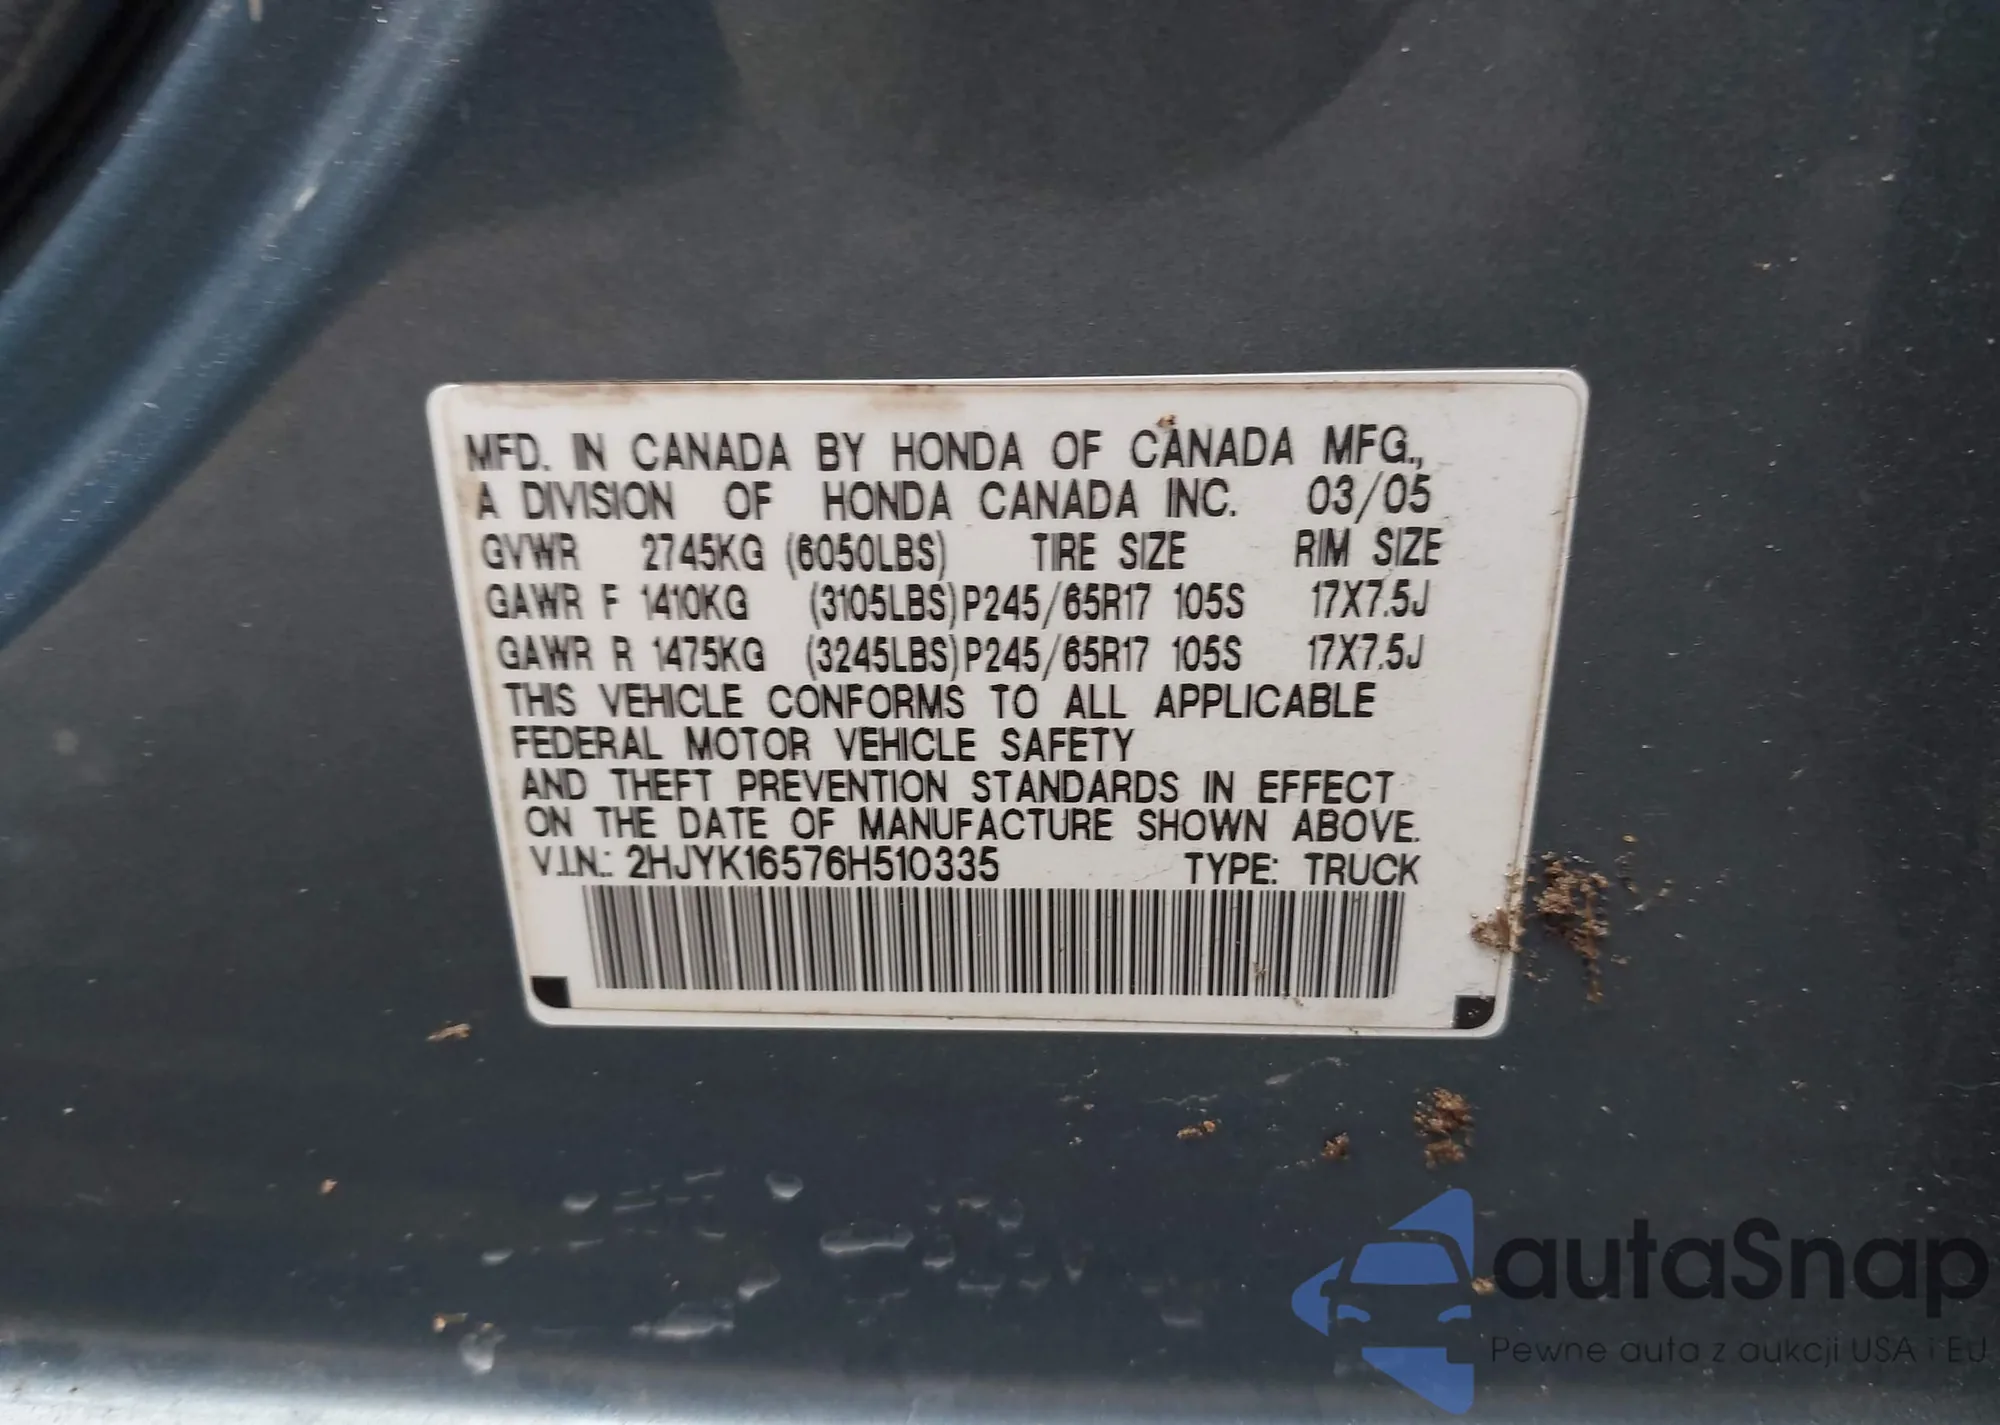 MFD. IN CANADA BY HONDA OF CANADA MFG.,
A DIVISION OF HONDA CANADA INC. 03/05
GVWR 2745KG (6050LBS) TIRE SIZE RIM SIZE
GAWR F 1410KG (3105LBS) P245/65R17 105S 17X7.5J
GAWR R 1475KG (3245LBS) P245/65R17 105S 17X7.5J
THIS VEHICLE CONFORMS TO ALL APPLICABLE
FEDERAL MOTOR VEHICLE SAFETY
AND THEFT PREVENTION STANDARDS IN EFFECT
ON THE DATE OF MANUFACTURE SHOWN ABOVE.
V.I.N.: 2HJYK16576H510335 TYPE: TRUCK
autaSnap
Pewne auta z aukcji USA i EU